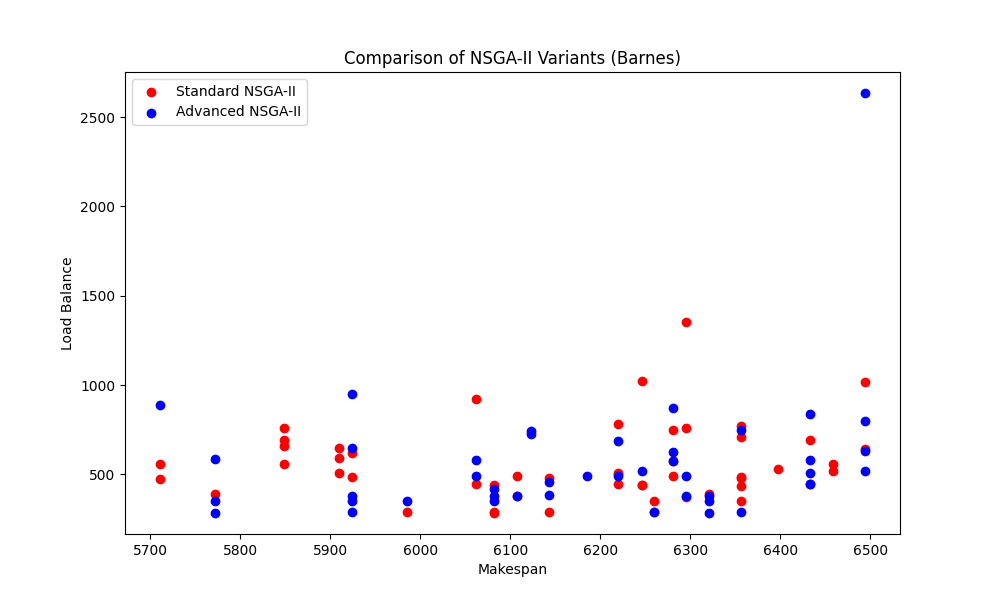 Comparison of NSGA-II Variants (Barnes)
Standard NSGA-II
Advanced NSGA-II
2500
2000
1500
1000
500
Load Balance
5700 5800 5900 6000 6100 6200 6300 6400 6500
Makespan